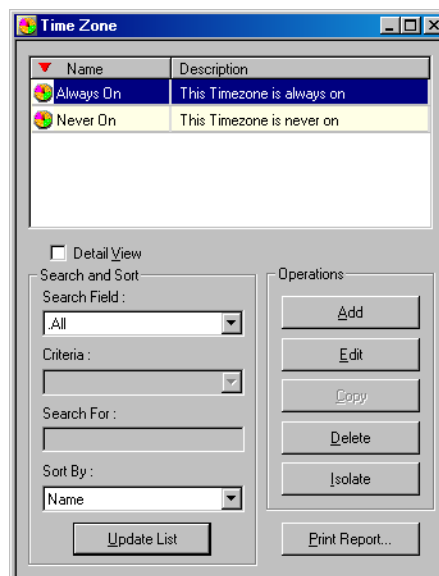 Time Zone
Name Description
Always On This Timezone is always on
Never On This Timezone is never on
Detail View
Search and Sort
Search Field :
.All
Criteria :
Search For :
Sort By :
Name
Update List
Operations
Add
Edit
Copy
Delete
Isolate
Print Report...